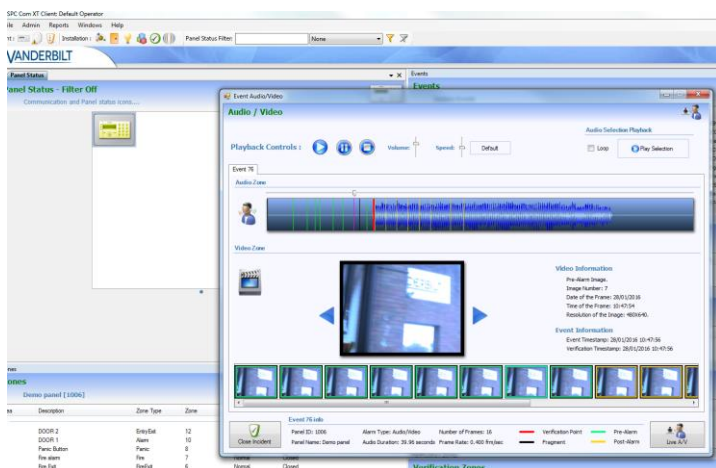 SPC Com XT Client: Default Operator
Admin Reports Windows Help
Installation :
Panel Status Filter:
None
VANDERBILT
Panel Status
Events
Panel Status - Filter Off
Events
Communication and Panel status icons....
Event Audio/Video
Audio / Video
Audio Selection Playback
Playback Controls :
Volume:
Speed:
Default
Loop
Play Selection
Event 76
Audio Zone
Video Zone
Video Information
Pre-Alarm Image.
Image Number: 7
Date of the Frame: 28/01/2016
Time of the Frame: 10:47:54
Resolution of the Image: 480X640.
Event Information
Event Timestamp: 28/01/2016 10:47:56
Verification Timestamp: 28/01/2016 10:47:56
Demo panel [1006]
Description Zone Type Zone
DOOR 2 Entry/Exit 12
DOOR 1 Alarm 10
Panic Button Panic 8
Fire alarm Fire 7
Fire Exit FireExit 6
Normal Closed
Event 76 info
Panel ID: 1006 Alarm Type: Audio/Video Number of Frames: 16 Verification Point Pre-Alarm
Panel Name: Demo panel Audio Duration: 39.96 seconds Frame Rate: 0.400 frm/sec Fragment Post-Alarm
Close Incident
Live A/V
Verification Zones